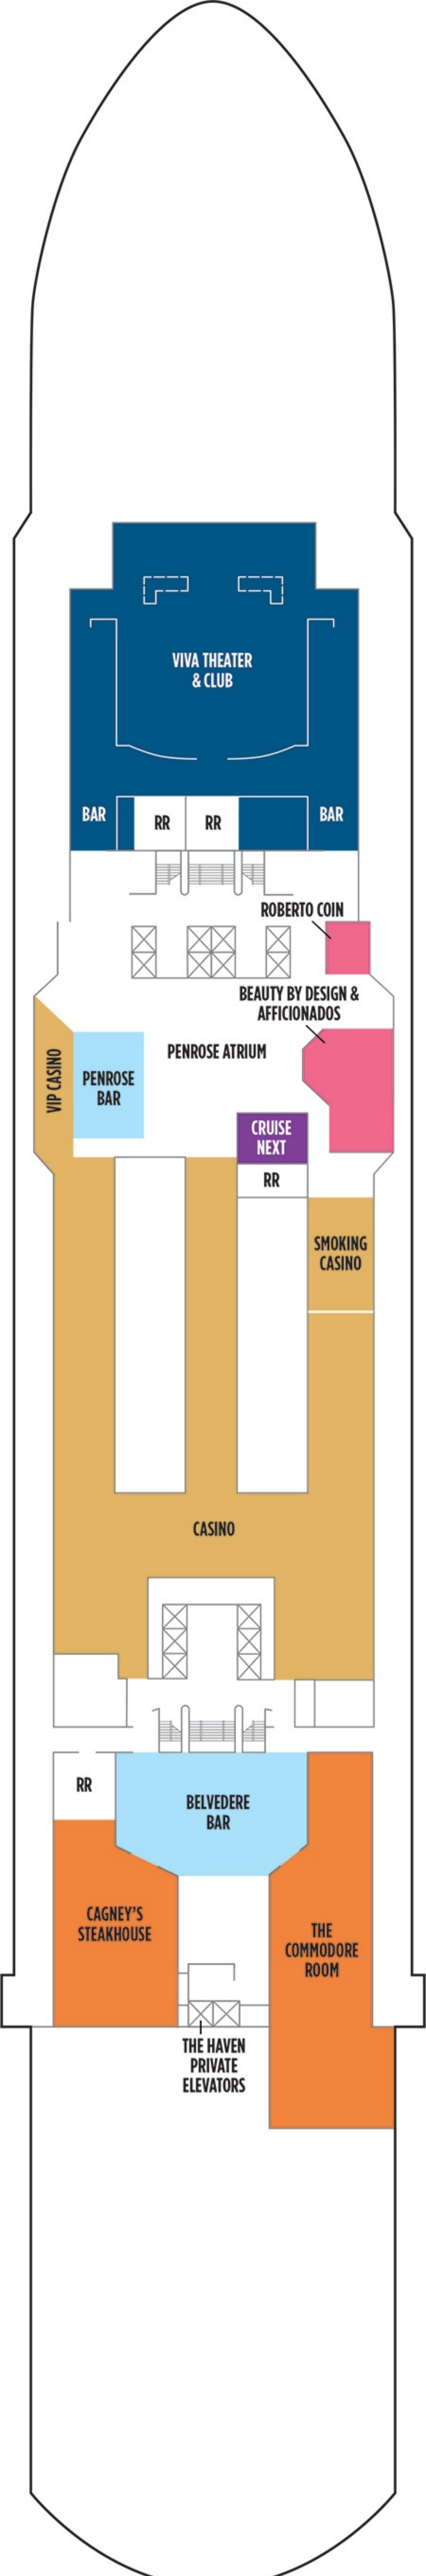 VIVA THEATER
& CLUB
BAR
RR
RR
BAR
ROBERTO COIN
BEAUTY BY DESIGN &
AFFICIONADOS
PENROSE ATRIUM
VIP CASINO
PENROSE
BAR
CRUISE
NEXT
RR
SMOKING
CASINO
CASINO
RR
BELVEDERE
BAR
CAGNEY'S
STEAKHOUSE
THE
COMMODORE
ROOM
THE HAVEN
PRIVATE
ELEVATORS